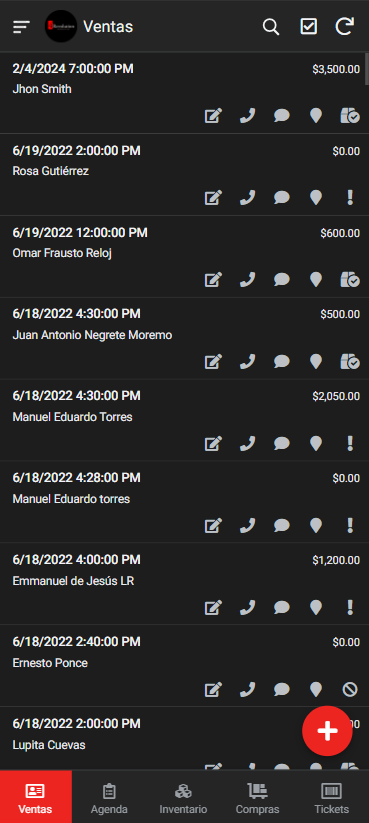 Ventas
2/4/2024 7:00:00 PM $3,500.00
Jhon Smith
6/19/2022 2:00:00 PM $0.00
Rosa Gutiérrez
6/19/2022 12:00:00 PM $600.00
Omar Frausto Reloj
6/18/2022 4:30:00 PM $500.00
Juan Antonio Negrete Moremo
6/18/2022 4:30:00 PM $2,050.00
Manuel Eduardo Torres
6/18/2022 4:28:00 PM $0.00
Manuel Eduardo torres
6/18/2022 4:00:00 PM $1,200.00
Emmanuel de Jesús LR
6/18/2022 2:40:00 PM $0.00
Ernesto Ponce
6/18/2022 2:00:00 PM
Lupita Cuevas
Ventas Agenda Inventario Compras Tickets